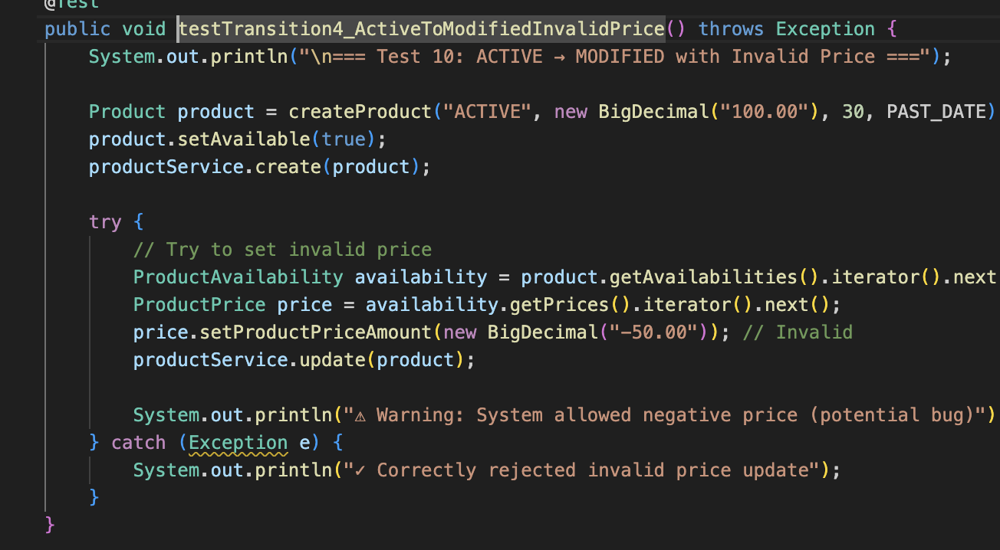 @Test
public void testTransition4_ActiveToModifiedInvalidPrice() throws Exception {
System.out.println("\n=== Test 10: ACTIVE → MODIFIED with Invalid Price ===");
Product product = createProduct("ACTIVE", new BigDecimal("100.00"), 30, PAST_DATE)
product.setAvailable(true);
productService.create(product);
try {
// Try to set invalid price
ProductAvailability availability = product.getAvailabilities().iterator().next
ProductPrice price = availability.getPrices().iterator().next();
price.setProductPriceAmount(new BigDecimal("-50.00")); // Invalid
productService.update(product);
System.out.println("⚠ Warning: System allowed negative price (potential bug)")
} catch (Exception e) {
System.out.println("✓ Correctly rejected invalid price update");
}
}